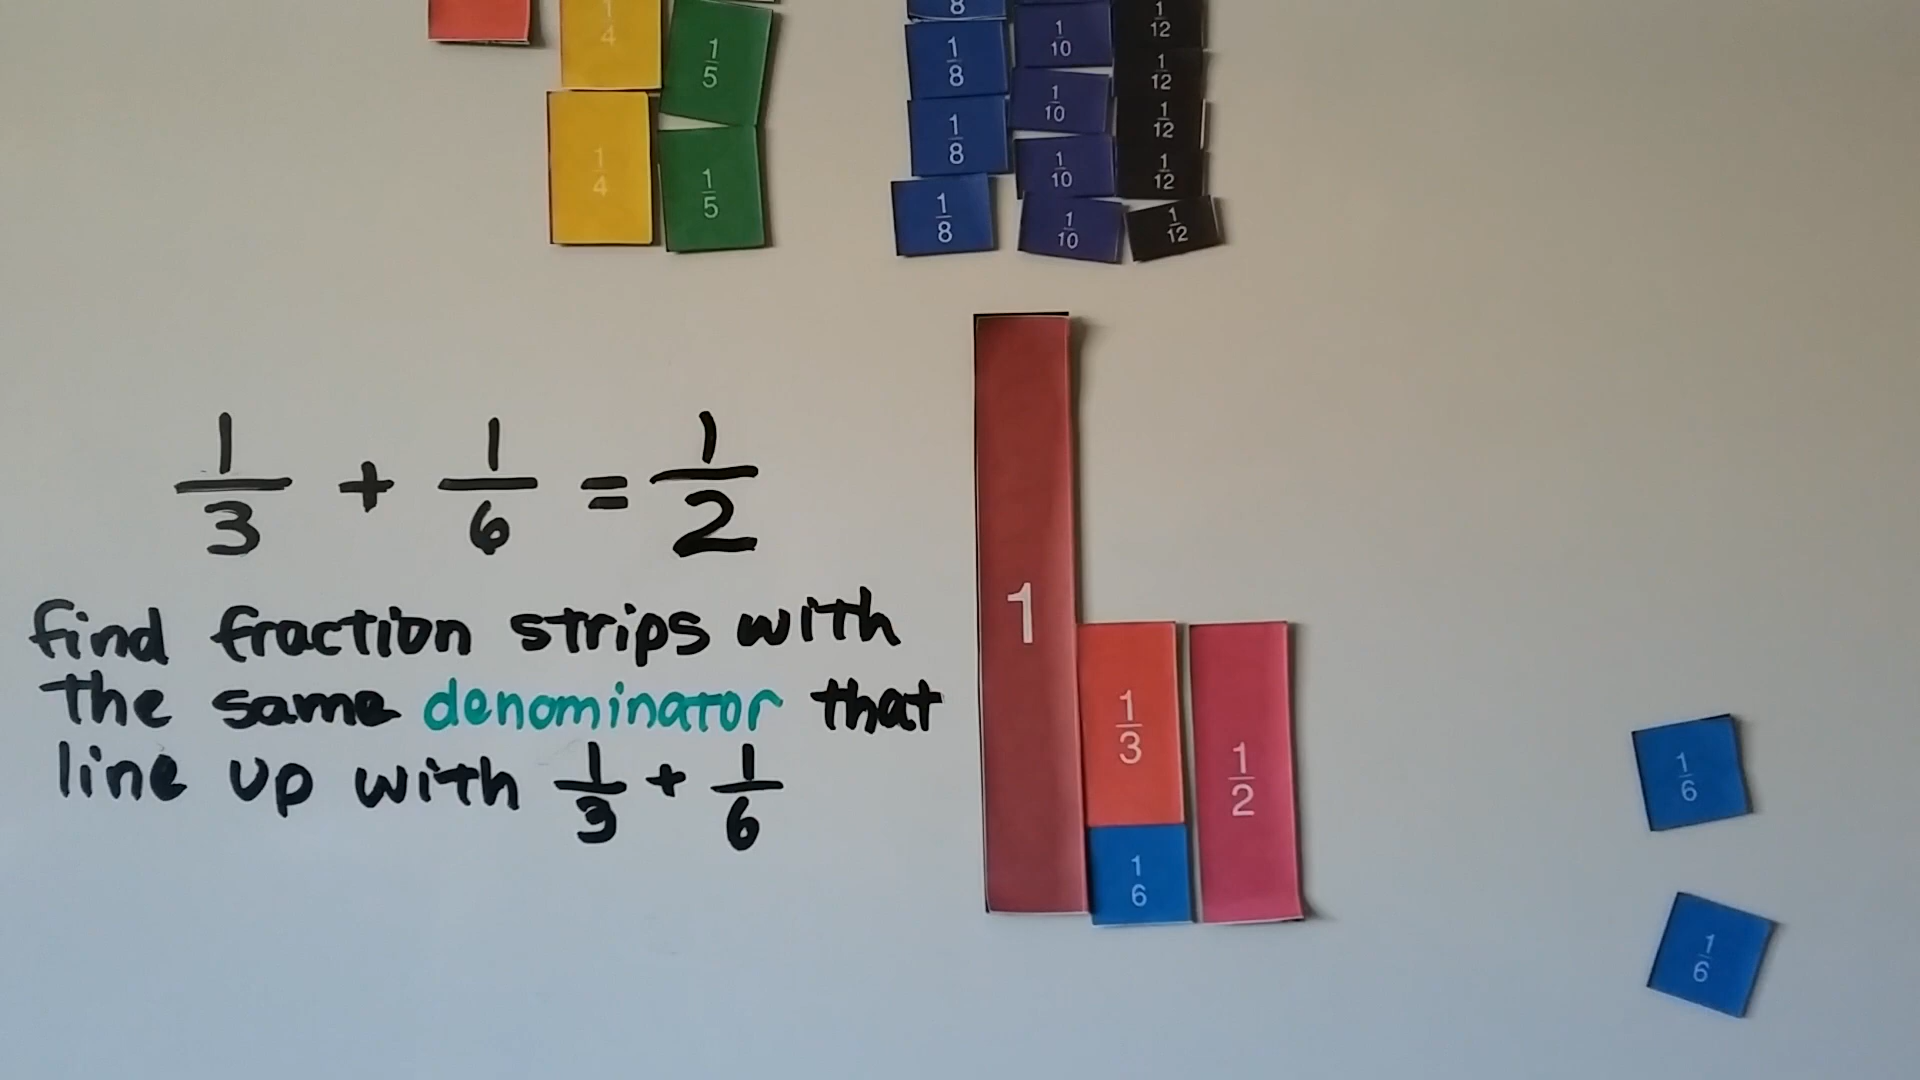 1/4 1/5 1/8 1/10 1/12
1/8 1/10 1/12
1/4 1/5 1/8 1/10 1/12
1/8 1/10 1/12
1/12
1/3 + 1/6 = 1/2
find fraction strips with
the same denominator that
line up with 1/3 + 1/6
1
1/3 1/2
1/6
1/6
1/6